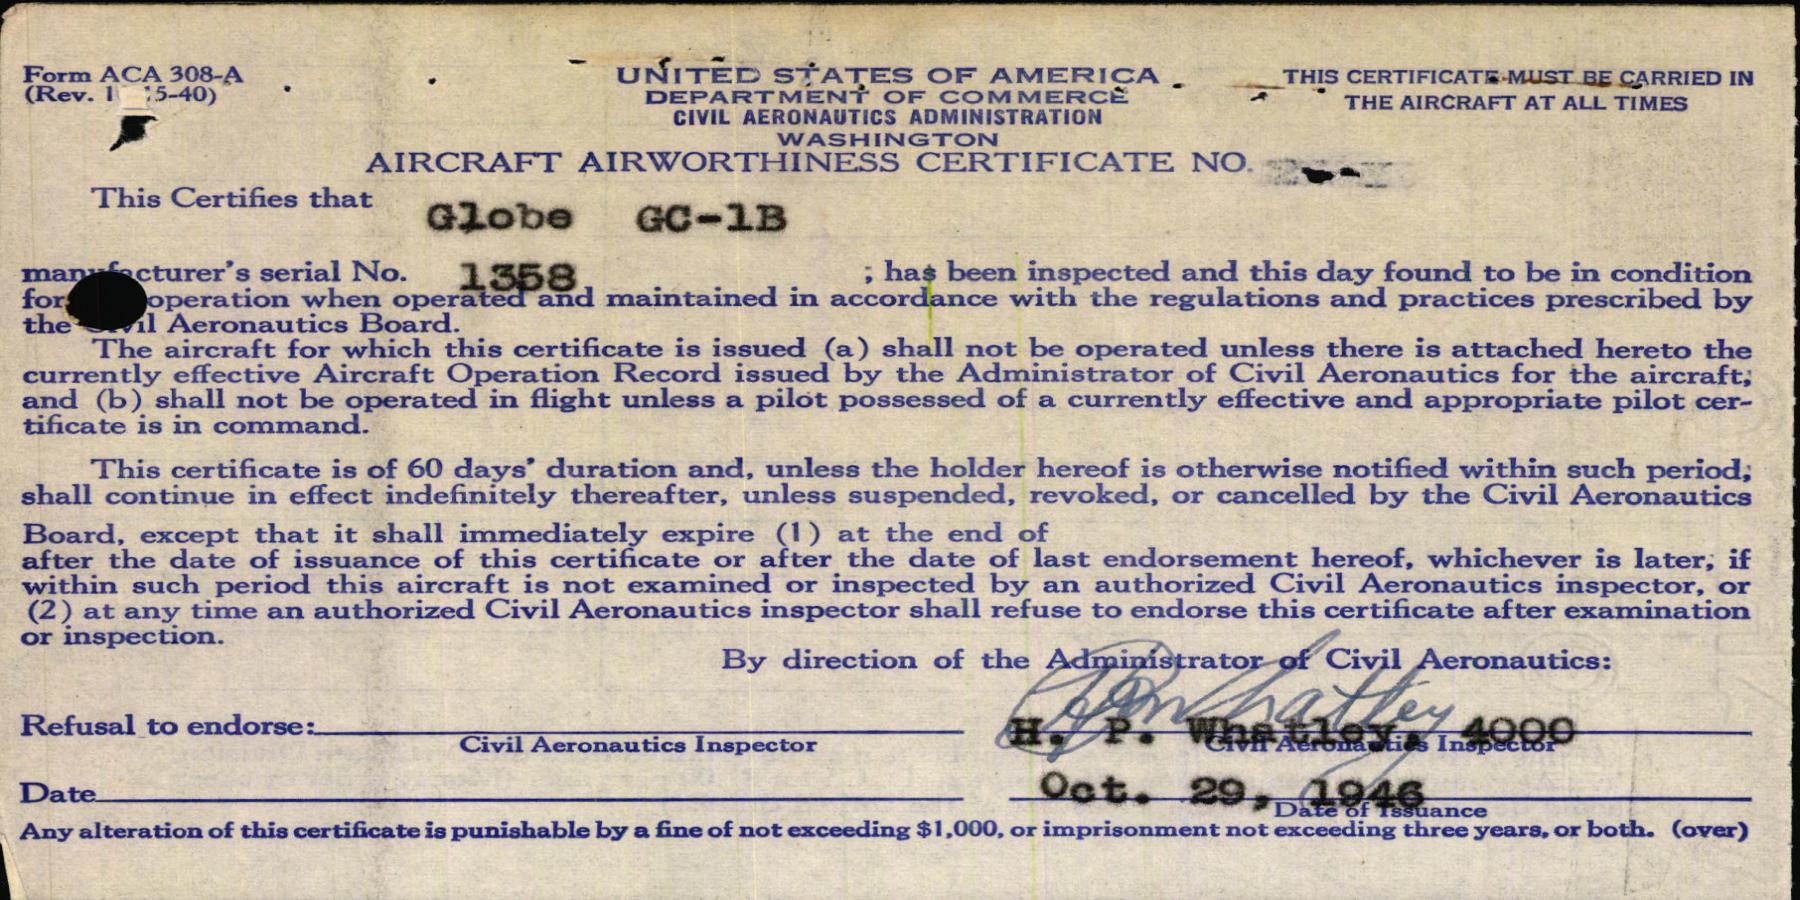 Form ACA 308-A
(Rev. 1 5-40)
UNITED STATES OF AMERICA
DEPARTMENT OF COMMERCE
CIVIL AERONAUTICS ADMINISTRATION
WASHINGTON
THIS CERTIFICATE MUST BE CARRIED IN
THE AIRCRAFT AT ALL TIMES
AIRCRAFT AIRWORTHINESS CERTIFICATE NO.
This Certifies that Globe GC-1B
manufacturer's serial No. 1358 ; has been inspected and this day found to be in condition
for operation when operated and maintained in accordance with the regulations and practices prescribed by
the Civil Aeronautics Board.
The aircraft for which this certificate is issued (a) shall not be operated unless there is attached hereto the
currently effective Aircraft Operation Record issued by the Administrator of Civil Aeronautics for the aircraft;
and (b) shall not be operated in flight unless a pilot possessed of a currently effective and appropriate pilot cer-
tificate is in command.
This certificate is of 60 days' duration and, unless the holder hereof is otherwise notified within such period,
shall continue in effect indefinitely thereafter, unless suspended, revoked, or cancelled by the Civil Aeronautics
Board, except that it shall immediately expire (1) at the end of
after the date of issuance of this certificate or after the date of last endorsement hereof, whichever is later, if
within such period this aircraft is not examined or inspected by an authorized Civil Aeronautics inspector, or
(2) at any time an authorized Civil Aeronautics inspector shall refuse to endorse this certificate after examination
or inspection.
By direction of the Administrator of Civil Aeronautics:
HP Whatley
Refusal to endorse: H. P. Whatley, 4000
Civil Aeronautics Inspector Civil Aeronautics Inspector
Date Oct. 29, 1946
Date of Issuance
Any alteration of this certificate is punishable by a fine of not exceeding $1,000, or imprisonment not exceeding three years, or both. (over)